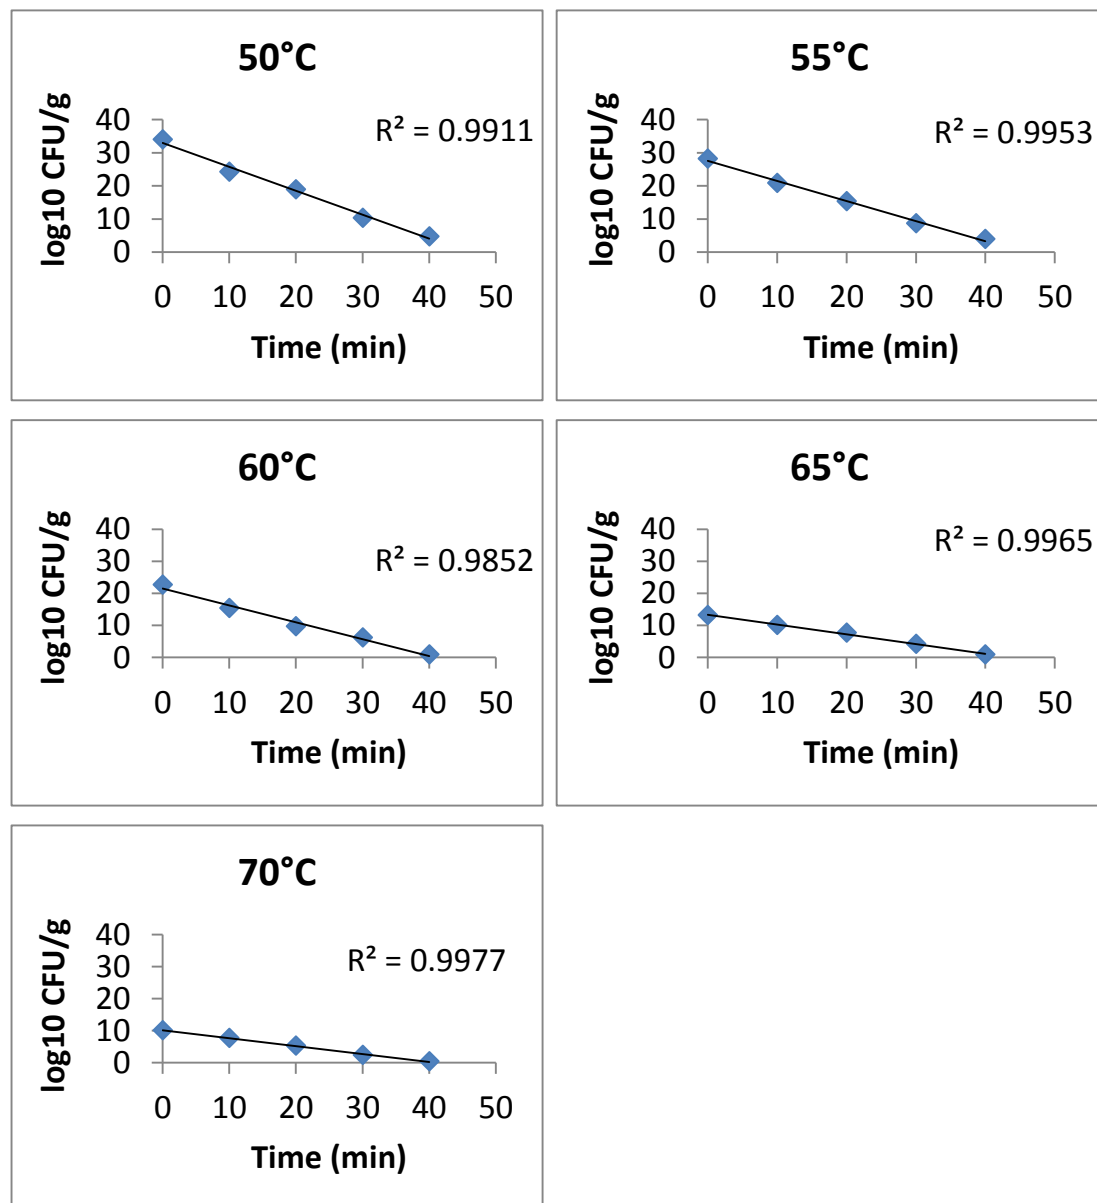 50°C
R² = 0.9911
log10 CFU/g
40
30
20
10
0
0 10 20 30 40 50
Time (min)
55°C
R² = 0.9953
log10 CFU/g
40
30
20
10
0
0 10 20 30 40 50
Time (min)
60°C
R² = 0.9852
log10 CFU/g
40
30
20
10
0
0 10 20 30 40 50
Time (min)
65°C
R² = 0.9965
log10 CFU/g
40
30
20
10
0
0 10 20 30 40 50
Time (min)
70°C
R² = 0.9977
log10 CFU/g
40
30
20
10
0
0 10 20 30 40 50
Time (min)